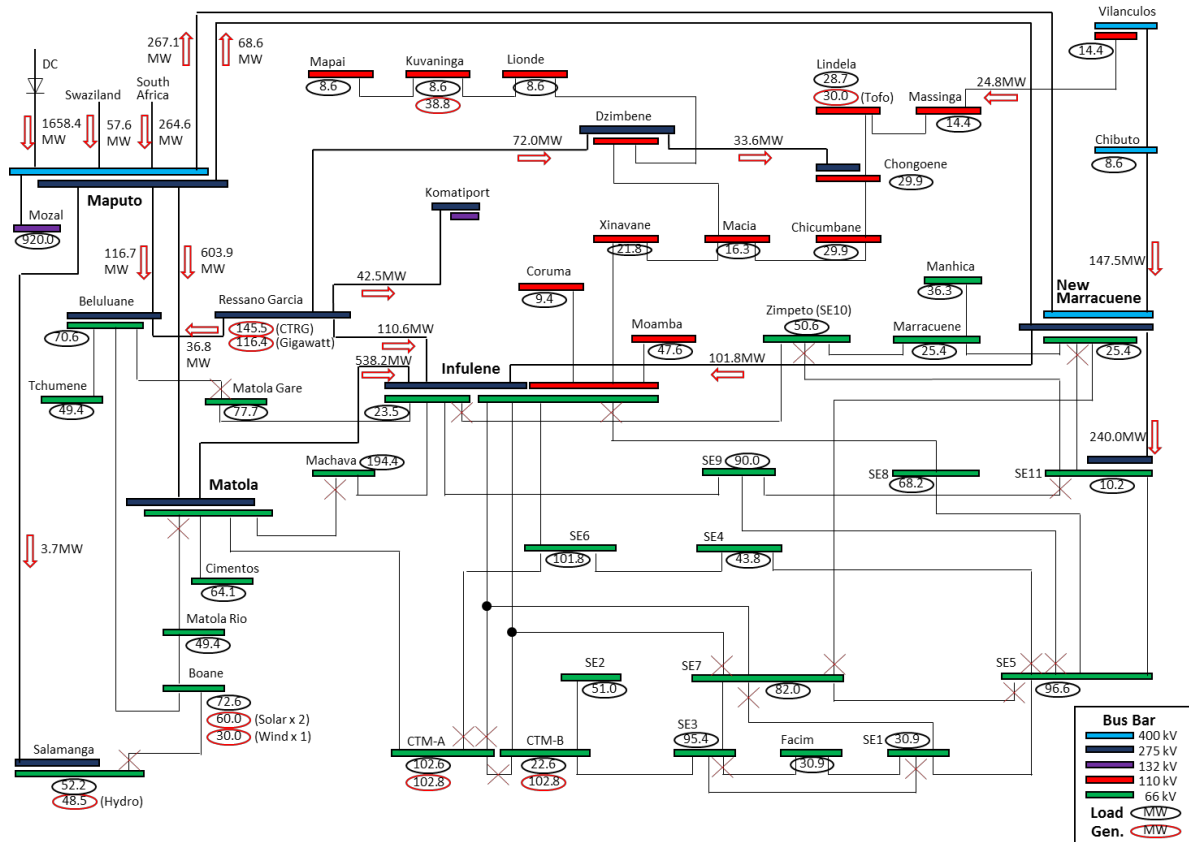 Vilanculos
14.4
267.1
MW
68.6
MW
DC
Swaziland
South
Africa
1658.4
MW
57.6
MW
264.6
MW
Mapai
8.6
Kuvaninga
8.6
38.8
Lionde
8.6
Lindela
28.7
30.0 (Tofo)
24.8MW
Massinga
14.4
Dzimbene
72.0MW
33.6MW
Chibuto
8.6
Chongoene
29.9
Maputo
Mozal
920.0
Komatiport
Xinavane
21.8
Macia
16.3
Chicumbane
29.9
116.7
MW
603.9
MW
42.5MW
Coruma
9.4
Manhica
36.3
147.5MW
New
Marracuene
25.4
Beluluane
70.6
Ressano Garcia
145.5 (CTRG)
116.4 (Gigawatt)
36.8
MW
110.6MW
538.2MW
Moamba
47.6
Zimpeto (SE10)
50.6
Marracuene
25.4
101.8MW
Infulene
23.5
Tchumene
49.4
Matola Gare
77.7
240.0MW
Machava 194.4
SE9 90.0
SE8
68.2
SE11
10.2
Matola
3.7MW
SE6
101.8
SE4
43.8
Cimentos
64.1
Matola Rio
49.4
Boane
72.6
60.0 (Solar x 2)
30.0 (Wind x 1)
SE2
51.0
SE7
82.0
SE5
96.6
Salamanga
52.2
48.5 (Hydro)
CTM-A
102.6
102.8
CTM-B
22.6
102.8
SE3
95.4
Facim
30.9
SE1 30.9
Bus Bar
400 kV
275 kV
132 kV
110 kV
66 kV
Load MW
Gen. MW